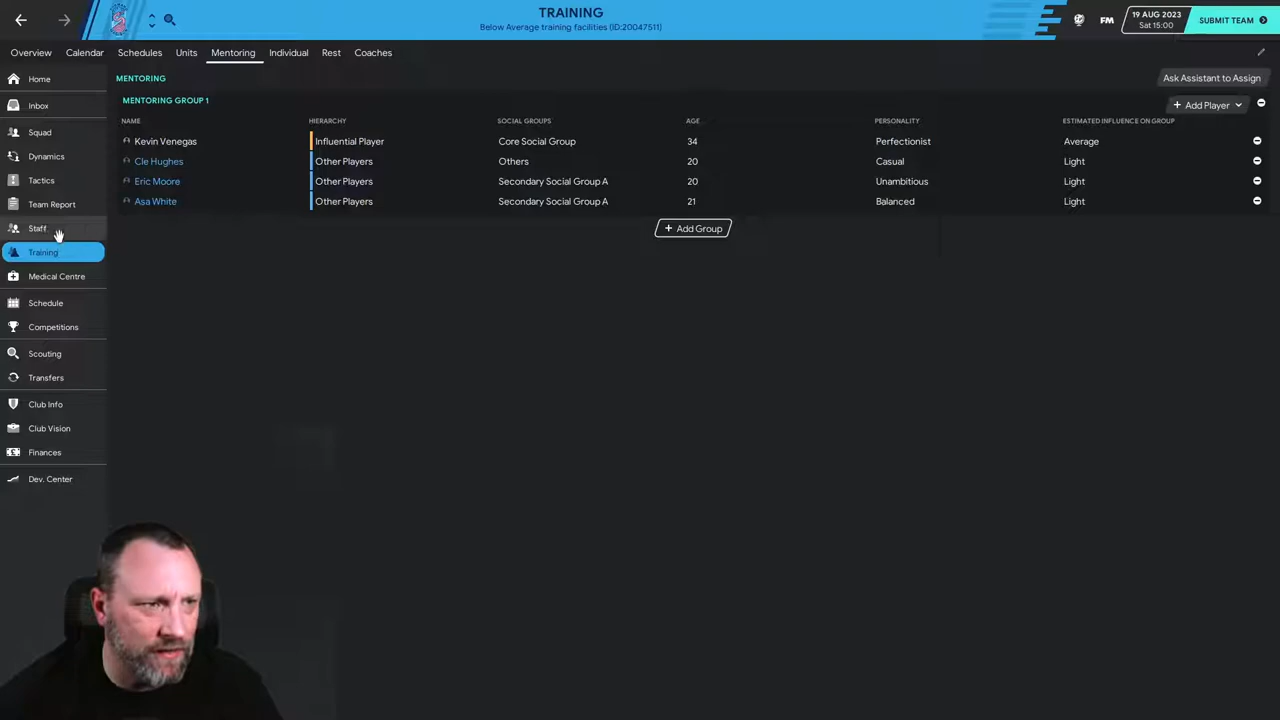 TRAINING
Below Average training facilities (ID:20047511)
FM
19 AUG 2023
Sat 15:00
SUBMIT TEAM
Overview Calendar Schedules Units Mentoring Individual Rest Coaches
Home
Inbox
Squad
Dynamics
Tactics
Team Report
Staff
Training
Medical Centre
Schedule
Competitions
Scouting
Transfers
Club Info
Club Vision
Finances
Dev. Center
MENTORING
Ask Assistant to Assign
MENTORING GROUP 1
+ Add Player
NAME HIERARCHY SOCIAL GROUPS AGE PERSONALITY ESTIMATED INFLUENCE ON GROUP
Kevin Venegas Influential Player Core Social Group 34 Perfectionist Average
Cle Hughes Other Players Others 20 Casual Light
Eric Moore Other Players Secondary Social Group A 20 Unambitious Light
Asa White Other Players Secondary Social Group A 21 Balanced Light
+ Add Group